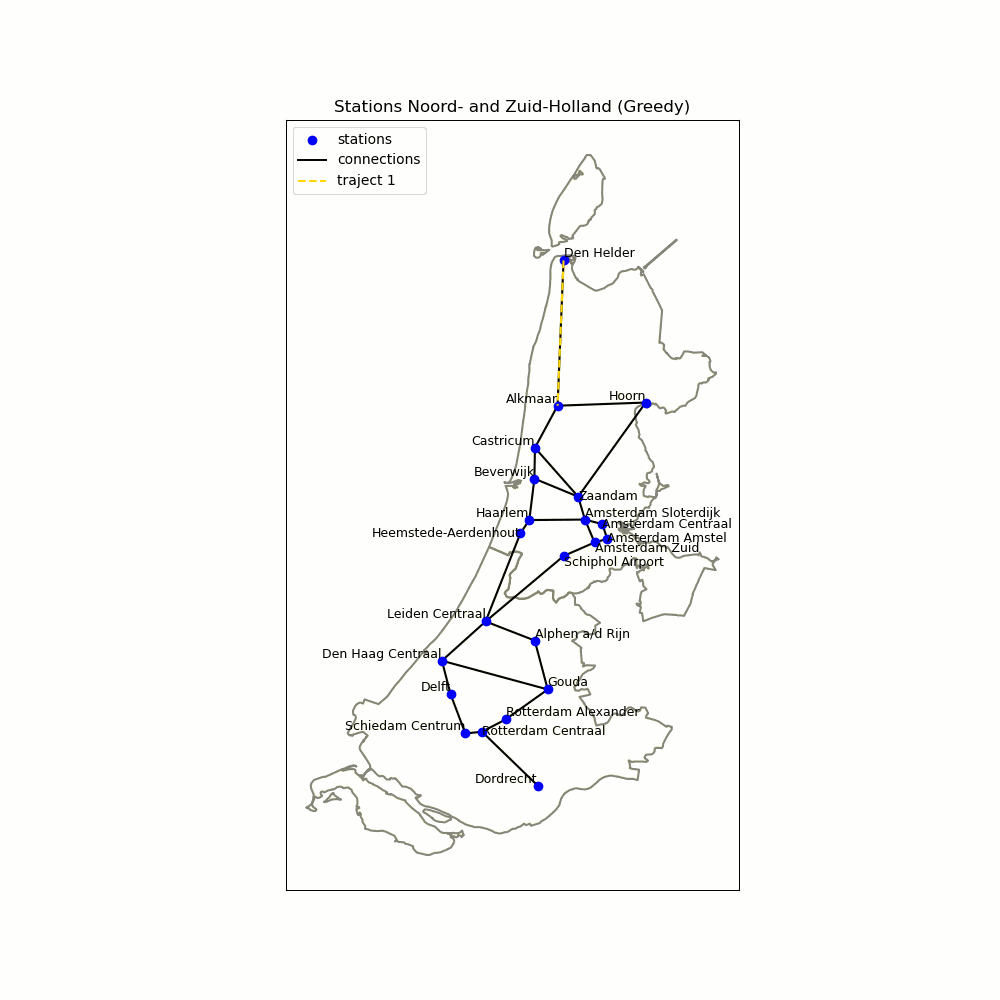 Stations Noord- and Zuid-Holland (Greedy)
stations
connections
traject 1
Den Helder
Alkmaar
Hoorn
Castricum
Beverwijk
Zaandam
Haarlem
Amsterdam Sloterdijk
Amsterdam Centraal
Heemstede-Aerdenhout
Amsterdam Amstel
Amsterdam Zuid
Schiphol Airport
Leiden Centraal
Alphen a/d Rijn
Den Haag Centraal
Gouda
Delft
Rotterdam Alexander
Schiedam Centrum
Rotterdam Centraal
Dordrecht